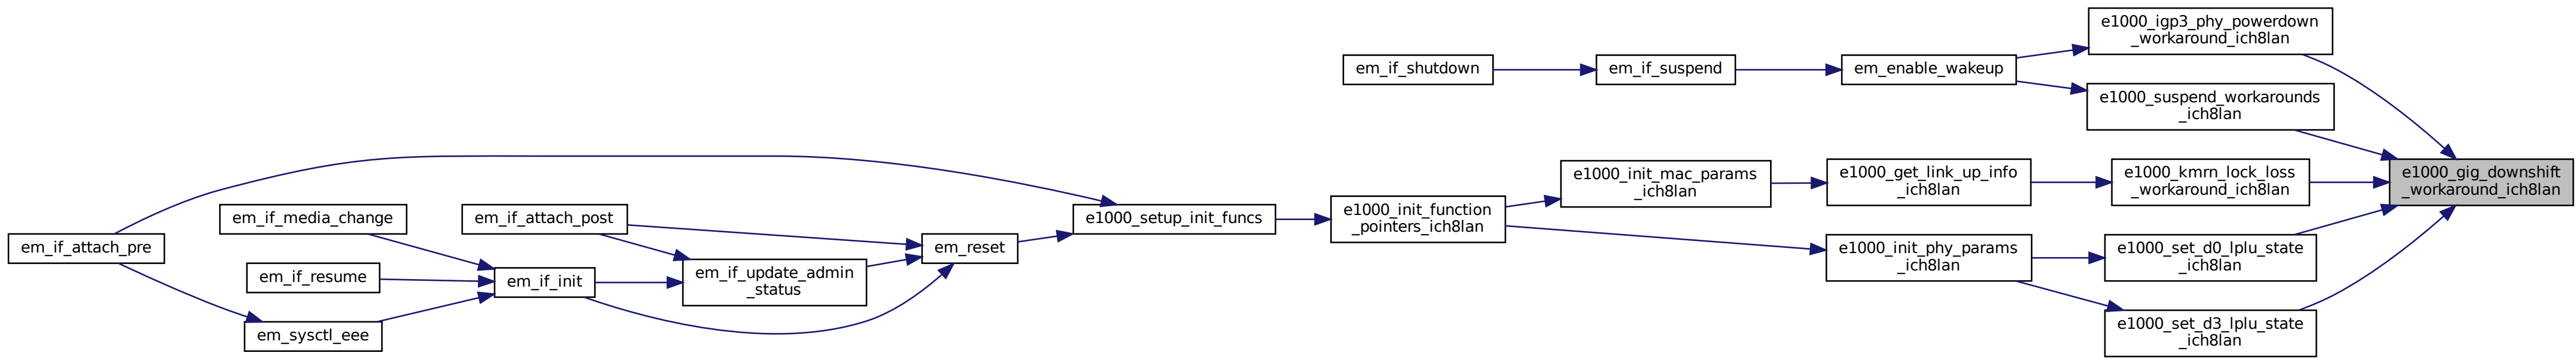 e1000_igp3_phy_powerdown
_workaround_ich8lan
em_if_shutdown
em_if_suspend
em_enable_wakeup
e1000_suspend_workarounds
_ich8lan
e1000_gig_downshift
_workaround_ich8lan
e1000_init_mac_params
_ich8lan
e1000_get_link_up_info
_ich8lan
e1000_kmrn_lock_loss
_workaround_ich8lan
em_if_attach_pre
em_if_media_change
em_if_attach_post
e1000_setup_init_funcs
e1000_init_function
_pointers_ich8lan
em_reset
em_if_resume
em_if_init
em_if_update_admin
_status
e1000_init_phy_params
_ich8lan
e1000_set_d0_lplu_state
_ich8lan
em_sysctl_eee
e1000_set_d3_lplu_state
_ich8lan